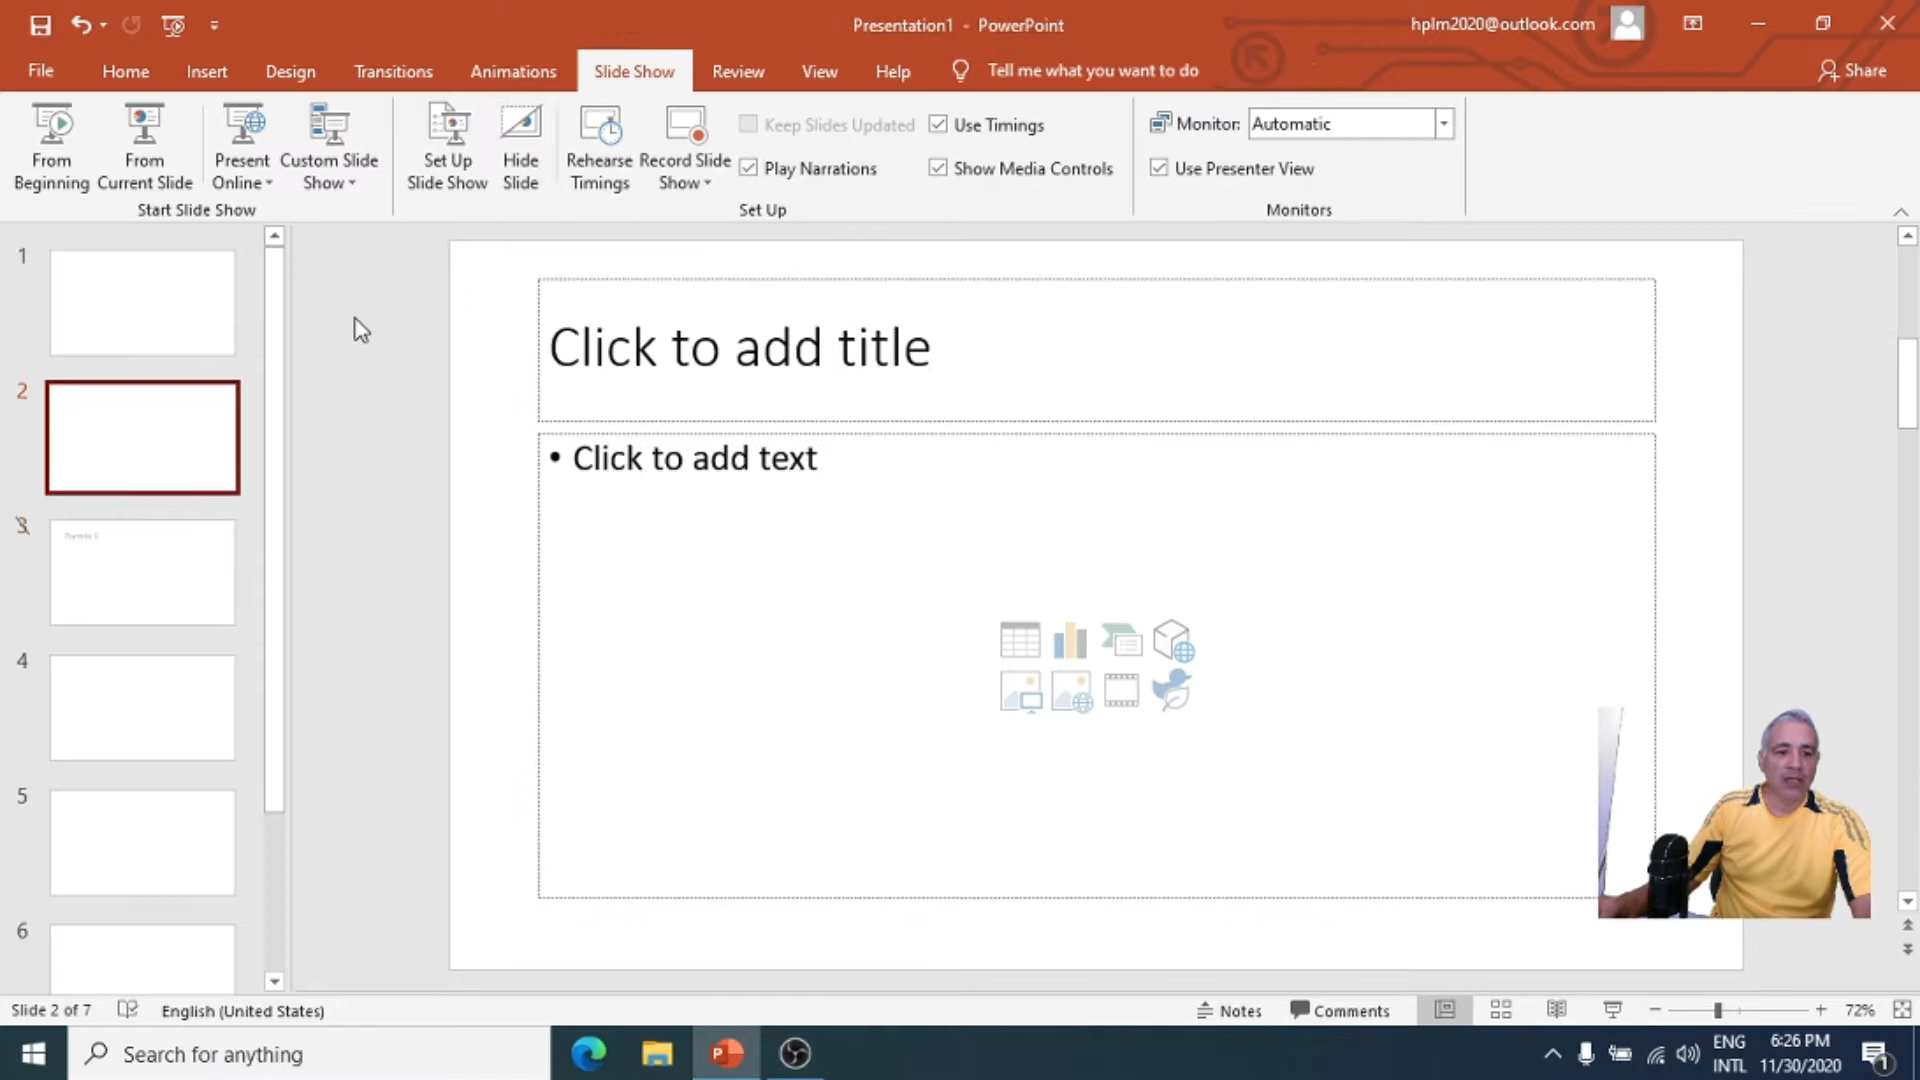 Presentation1 - PowerPoint
hplm2020@outlook.com
File Home Insert Design Transitions Animations Slide Show Review View Help Tell me what you want to do Share
From Beginning
From Current Slide
Present Online
Custom Slide Show
Start Slide Show
Set Up Slide Show
Hide Slide
Rehearse Timings
Record Slide Show
Keep Slides Updated
Play Narrations
Use Timings
Show Media Controls
Set Up
Monitor: Automatic
Use Presenter View
Monitors
1
2
3
4
5
6
Click to add title
• Click to add text
Slide 2 of 7 English (United States) Notes Comments 72%
Search for anything
ENG
INTL
6:26 PM
11/30/2020
1